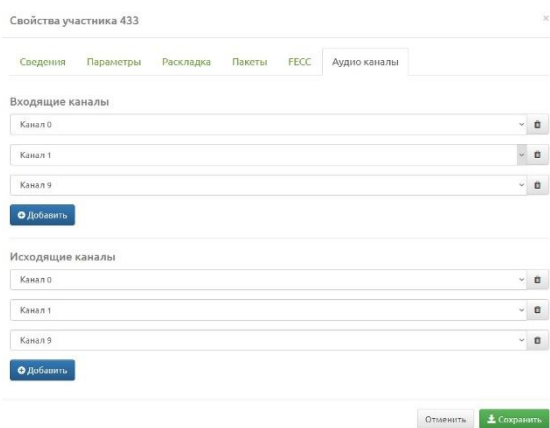 Свойства участника 433
×
Сведения Параметры Раскладка Пакеты FECC Аудио каналы
Входящие каналы
Канал 0
Канал 1
Канал 9
Добавить
Исходящие каналы
Канал 0
Канал 1
Канал 9
Добавить
Отменить Сохранить